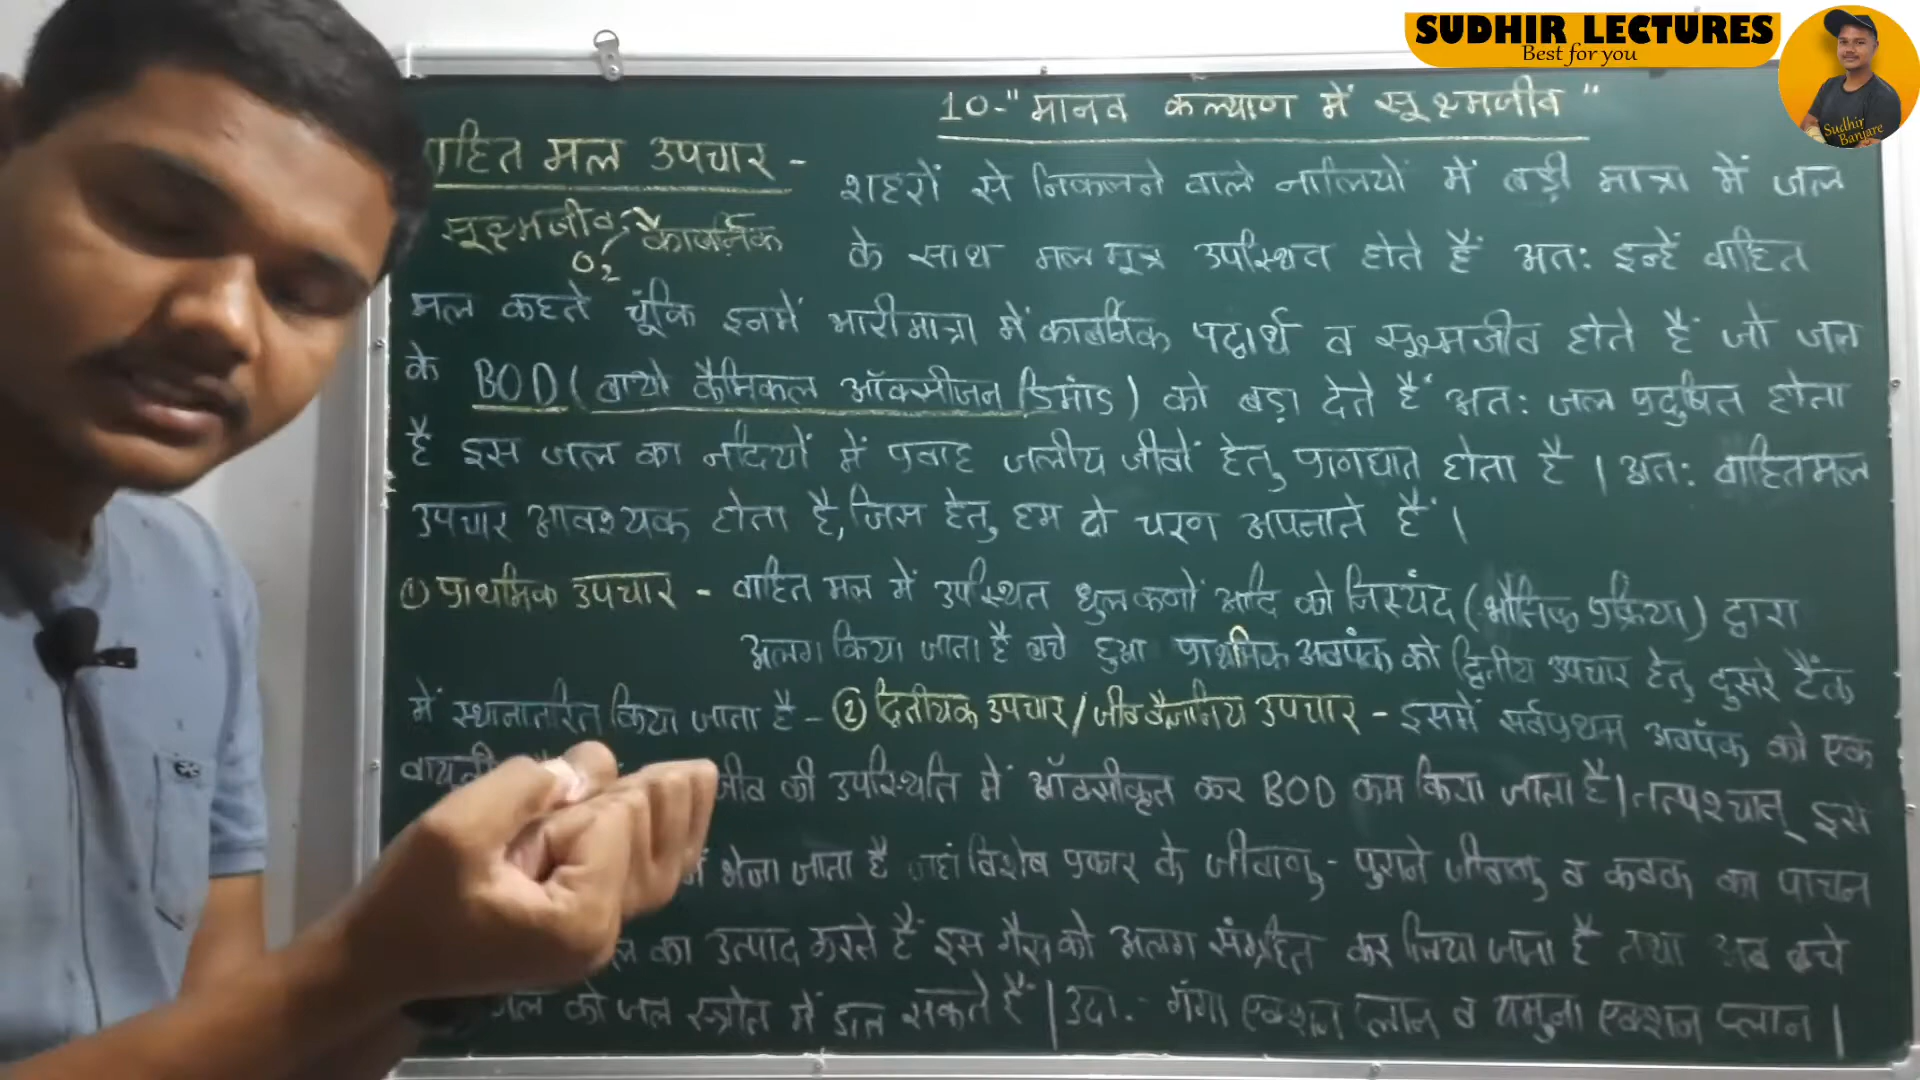 SUDHIR LECTURES
Best for you
Sudhir
Banjare
10-"मानव कल्याण में सूक्ष्मजीव"
वाहित मल उपचार -
शहरों से निकलने वाले नालियों में बड़ी मात्रा में जल
सूक्ष्मजीव, कार्बनिक
O₂
के साथ मल मूत्र उपस्थित होते हैं अत: इन्हें वाहित
मल कहते चूंकि इनमें भारी मात्रा में कार्बनिक पद्वार्थ व सूक्ष्मजीव होते हैं जो जल
के BOD (बायो कैमिकल ऑक्सीजन डिमांड) को बड़ा देते हैं अत: जल प्रदुषित होता
है इस जल का नदियों में प्रवाह जलीय जीवों हेतु प्राणघात होता है | अत: वाहितमल
उपचार आवश्यक होता है, जिस हेतु हम दो चरण अपनाते हैं |
① प्राथमिक उपचार - वाहित मल में उपस्थित धुल कणों आदि को निस्यंद (भौतिक प्रक्रिया) द्वारा
अलग किया जाता है बचे हुआ प्राथमिक अवपंक को द्वितीय उपचार हेतु दुसरे टैंक
में स्थानातरित किया जाता है - ② द्वितीयक उपचार / जीव वैज्ञानिय उपचार - इसमें सर्वप्रथम अवपंक को एक
जीव की उपस्थिति में ऑक्सीकृत कर BOD कम किया जाता है | तत्पश्चात् इसे
में भेजा जाता है जहां विशेष प्रकार के जीवाणु - पुराने जीवाणु व कवक का पाचन
का उत्पाद करते हैं इस गैस को अलग संग्रहित कर लिया जाता है तथा अब बचे
जल को जल स्त्रोत में डाल सकते हैं | उदा. - गंगा एक्शन प्लान व यमुना एक्शन प्लान |